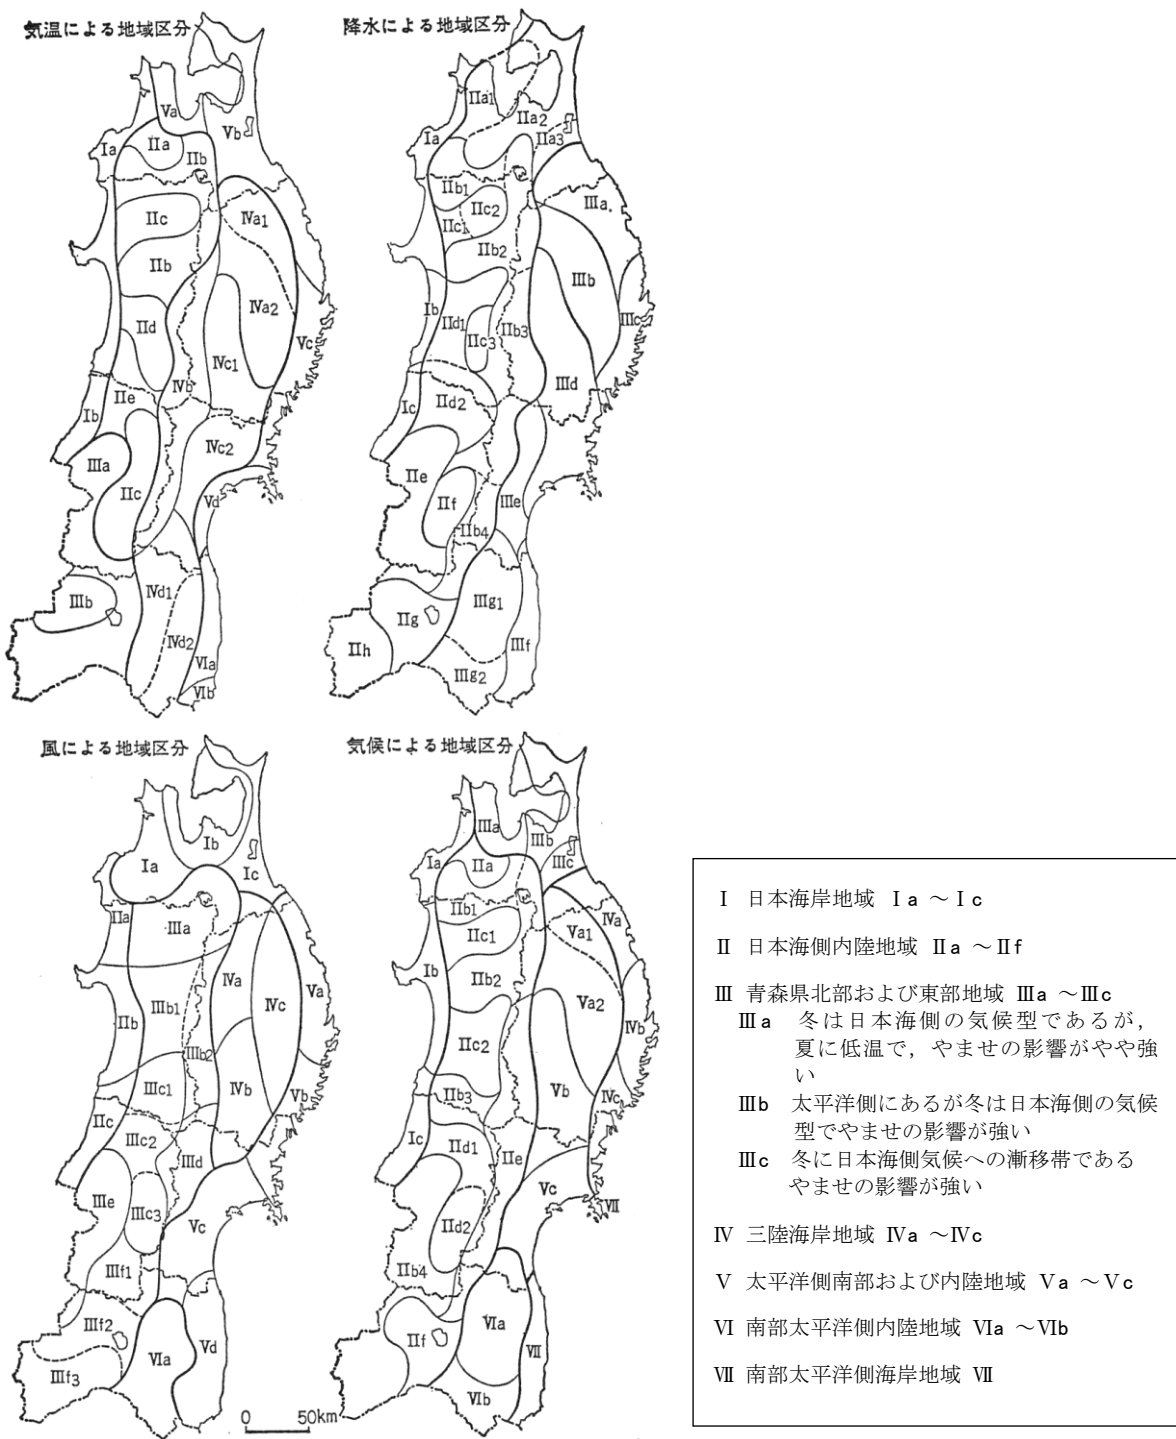 気温による地域区分
Ⅴa
Ⅴb
Ⅰa
Ⅱa
Ⅱb
Ⅱc
Ⅳa1
Ⅱb
Ⅳa2
Ⅱd
Ⅳc1
Ⅴc
Ⅳb
Ⅱe
Ⅰb
Ⅳc2
Ⅲa
Ⅱc
Ⅴd
Ⅳd1
Ⅲb
Ⅳd2
Ⅵa
Ⅵb
降水による地域区分
Ⅱa1
Ⅱa2
Ⅱa3
Ⅰa
Ⅱb1
Ⅱc2
Ⅲa
Ⅱc1
Ⅱb2
Ⅲb
Ⅰb
Ⅱd1
Ⅱb3
Ⅲc
Ⅱc3
Ⅲd
Ⅰc
Ⅱd2
Ⅱe
Ⅱf
Ⅲe
Ⅱb4
Ⅲg1
Ⅱg
Ⅲf
Ⅱh
Ⅲg2
風による地域区分
Ⅰb
Ⅰa
Ⅰc
Ⅱa
Ⅲa
Ⅳa
Ⅴa
Ⅳc
Ⅲb1
Ⅱb
Ⅲb2
Ⅲc1
Ⅳb
Ⅴb
Ⅱc
Ⅲc2
Ⅲd
Ⅲe
Ⅲc3
Ⅴc
Ⅲf1
Ⅲf2
Ⅴd
Ⅵa
Ⅲf3
0 50km
気候による地域区分
Ⅲa
Ⅲb
Ⅲc
Ⅰa
Ⅱa
Ⅱb1
Ⅳa
Ⅴa1
Ⅱc1
Ⅰb
Ⅱb2
Ⅴa2
Ⅳb
Ⅱc2
Ⅴb
Ⅱb3
Ⅳc
Ⅰc
Ⅱd1
Ⅱe
Ⅴc
Ⅶ
Ⅱd2
Ⅱb4
Ⅵa
Ⅱf
Ⅶ
Ⅵb
Ⅰ 日本海岸地域 Ⅰa ～Ⅰc
Ⅱ 日本海側内陸地域 Ⅱa ～Ⅱf
Ⅲ 青森県北部および東部地域 Ⅲa ～Ⅲc
Ⅲa 冬は日本海側の気候型であるが，
夏に低温で，やませの影響がやや強
い
Ⅲb 太平洋側にあるが冬は日本海側の気候
型でやませの影響が強い
Ⅲc 冬に日本海側気候への漸移帯である
やませの影響が強い
Ⅳ 三陸海岸地域 Ⅳa ～Ⅳc
Ⅴ 太平洋側南部および内陸地域 Ⅴa ～Ⅴc
Ⅵ 南部太平洋側内陸地域 Ⅵa ～Ⅵb
Ⅶ 南部太平洋側海岸地域 Ⅶ